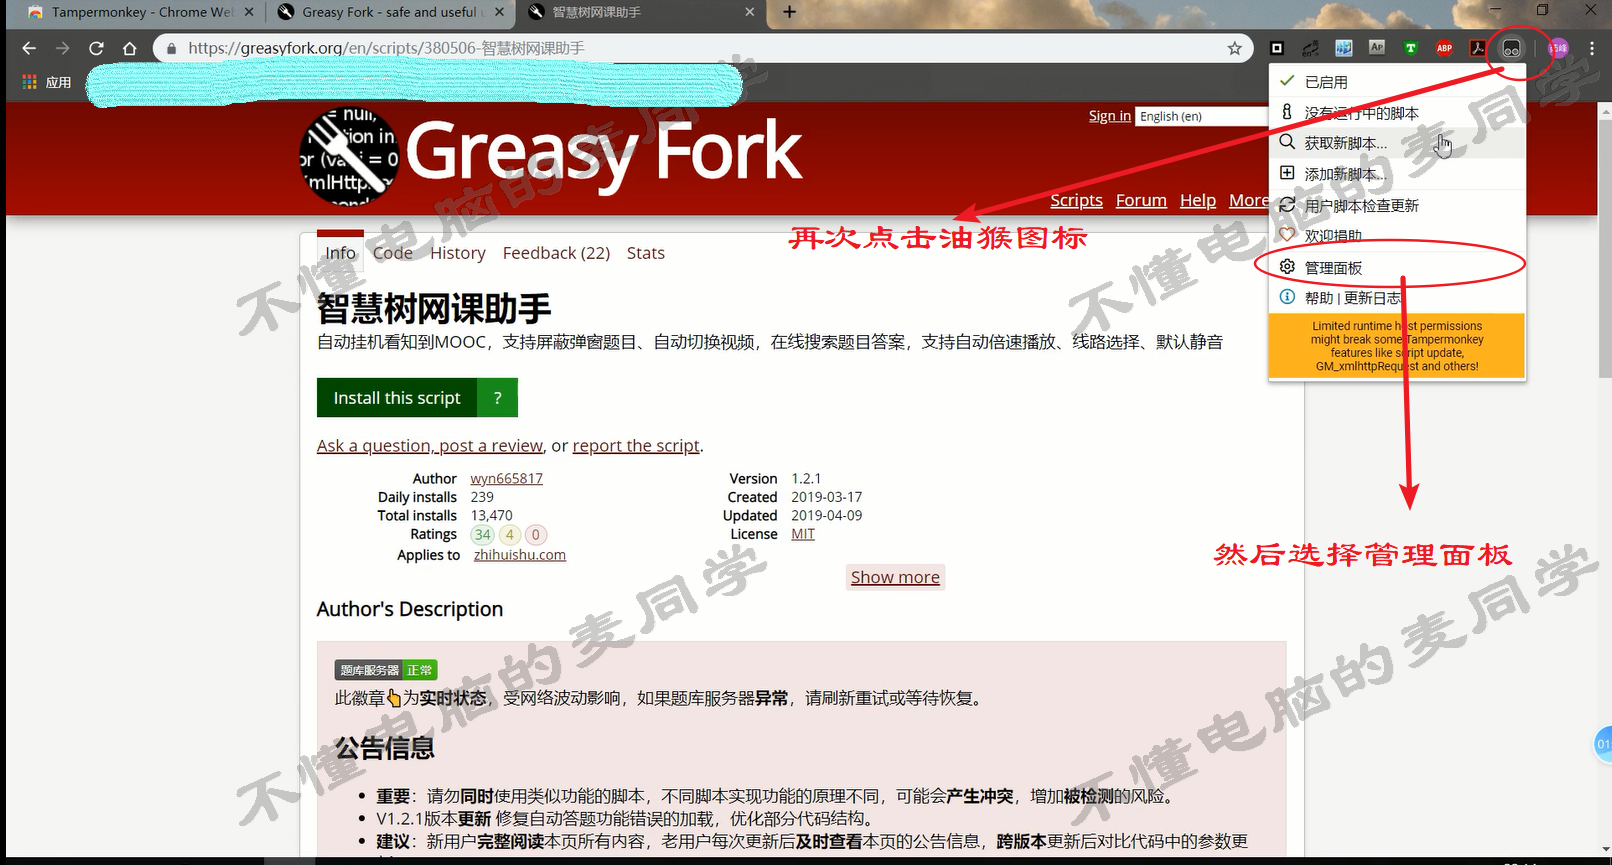 Tampermonkey - Chrome Web
Greasy Fork - safe and useful u
智慧树网课助手
https://greasyfork.org/en/scripts/380506-智慧树网课助手
AP
T
ABP
应用
null,
tion in
or (va i = 0
mlHttp
Greasy Fork
Sign in
English (en)
Scripts Forum Help More
已启用
没有运行中的脚本
获取新脚本...
添加新脚本...
用户脚本检查更新
欢迎捐助
管理面板
帮助 | 更新日志
Limited runtime host permissions
might break some Tampermonkey
features like script update,
GM_xmlhttpRequest and others!
再次点击油猴图标
然后选择管理面板
Info Code History Feedback (22) Stats
智慧树网课助手
自动挂机看知到MOOC，支持屏蔽弹窗题目、自动切换视频，在线搜索题目答案，支持自动倍速播放、线路选择、默认静音
Install this script ?
Ask a question, post a review, or report the script.
Author wyn665817
Daily installs 239
Total installs 13,470
Ratings 34 4 0
Applies to zhihuishu.com
Version 1.2.1
Created 2019-03-17
Updated 2019-04-09
License MIT
Show more
Author's Description
题库服务器 正常
此徽章👆为实时状态，受网络波动影响，如果题库服务器异常，请刷新重试或等待恢复。
公告信息
• 重要：请勿同时使用类似功能的脚本，不同脚本实现功能的原理不同，可能会产生冲突，增加被检测的风险。
• V1.2.1版本更新 修复自动答题功能错误的加载，优化部分代码结构。
• 建议：新用户完整阅读本页所有内容，老用户每次更新后及时查看本页的公告信息，跨版本更新后对比代码中的参数更
01
不懂电脑的麦同学
不懂电脑的麦同学
不懂电脑的麦同学
不懂电脑的麦同学